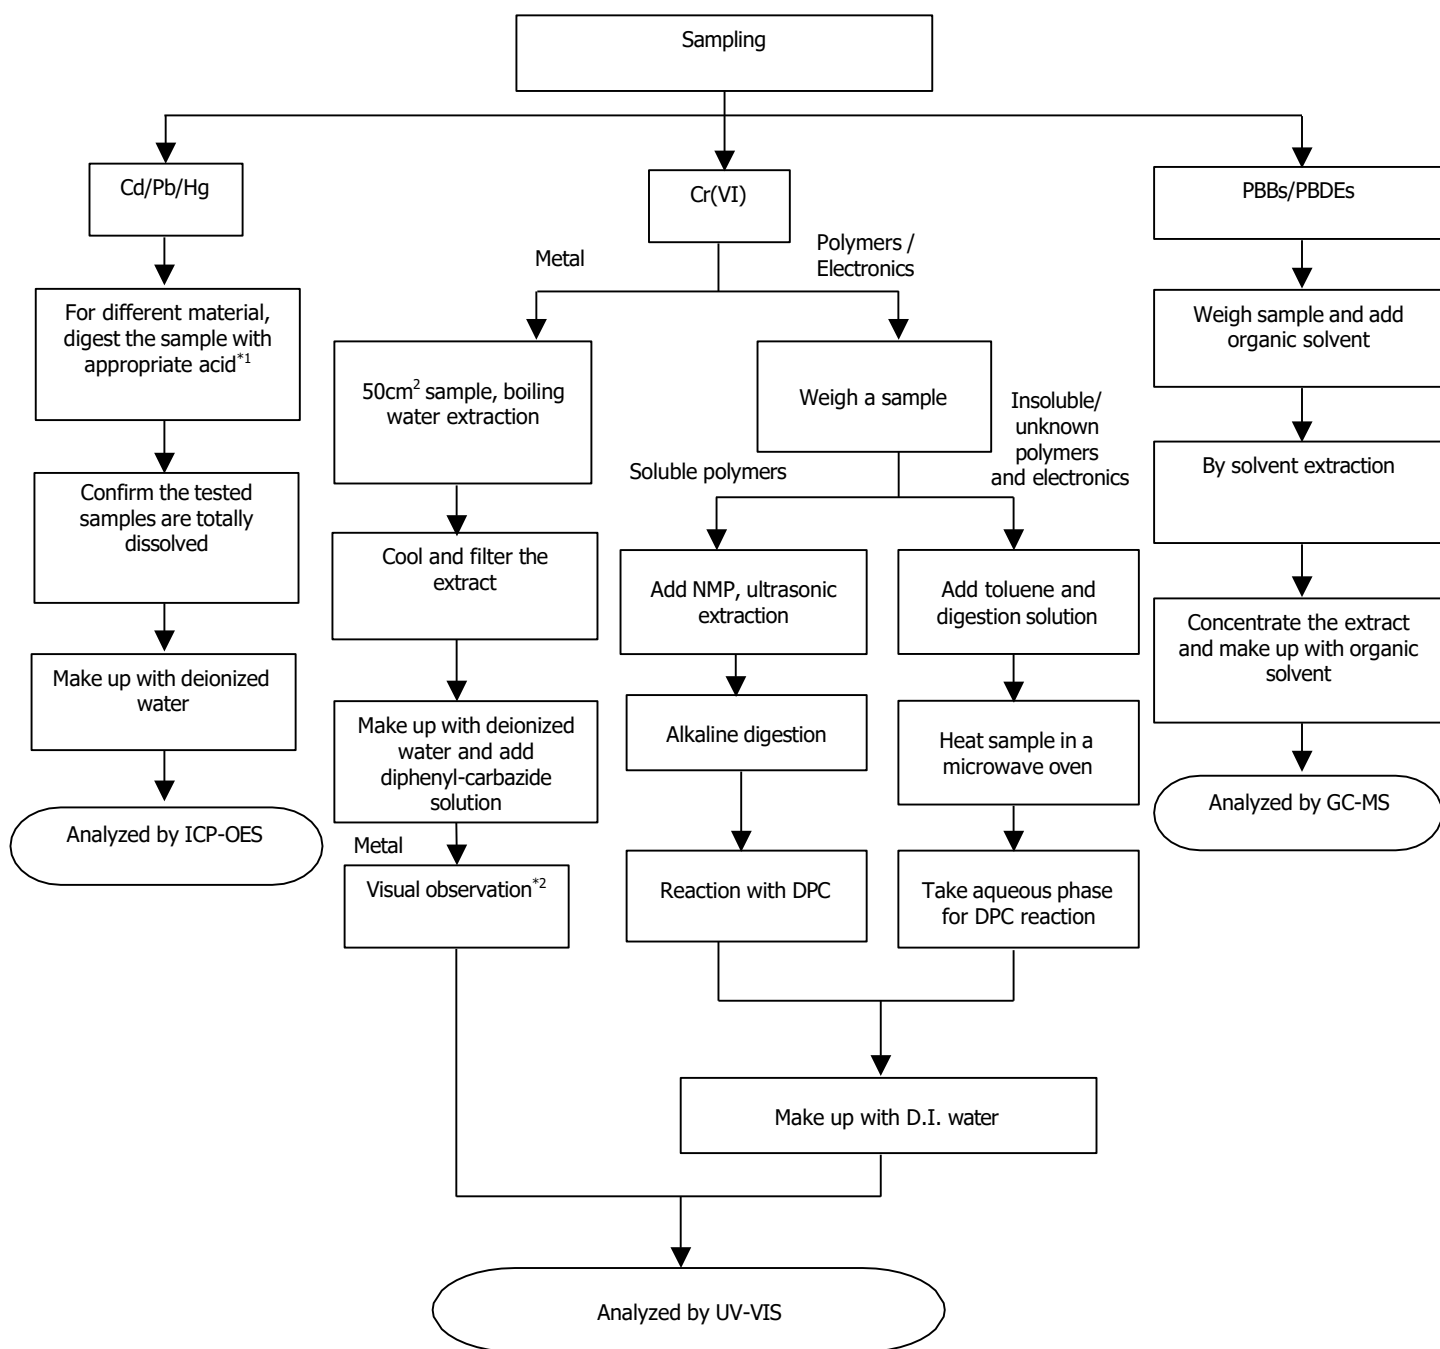 Sampling
Cd/Pb/Hg
Cr(VI)
PBBs/PBDEs
Metal
Polymers /
Electronics
For different material,
digest the sample with
appropriate acid*1
50cm2 sample, boiling
water extraction
Weigh a sample
Weigh sample and add
organic solvent
Soluble polymers
Insoluble/
unknown
polymers
and electronics
Confirm the tested
samples are totally
dissolved
Cool and filter the
extract
Add NMP, ultrasonic
extraction
Add toluene and
digestion solution
By solvent extraction
Make up with deionized
water
Make up with deionized
water and add
diphenyl-carbazide
solution
Alkaline digestion
Heat sample in a
microwave oven
Concentrate the extract
and make up with organic
solvent
Analyzed by ICP-OES
Metal
Visual observation*2
Reaction with DPC
Take aqueous phase
for DPC reaction
Analyzed by GC-MS
Make up with D.I. water
Analyzed by UV-VIS